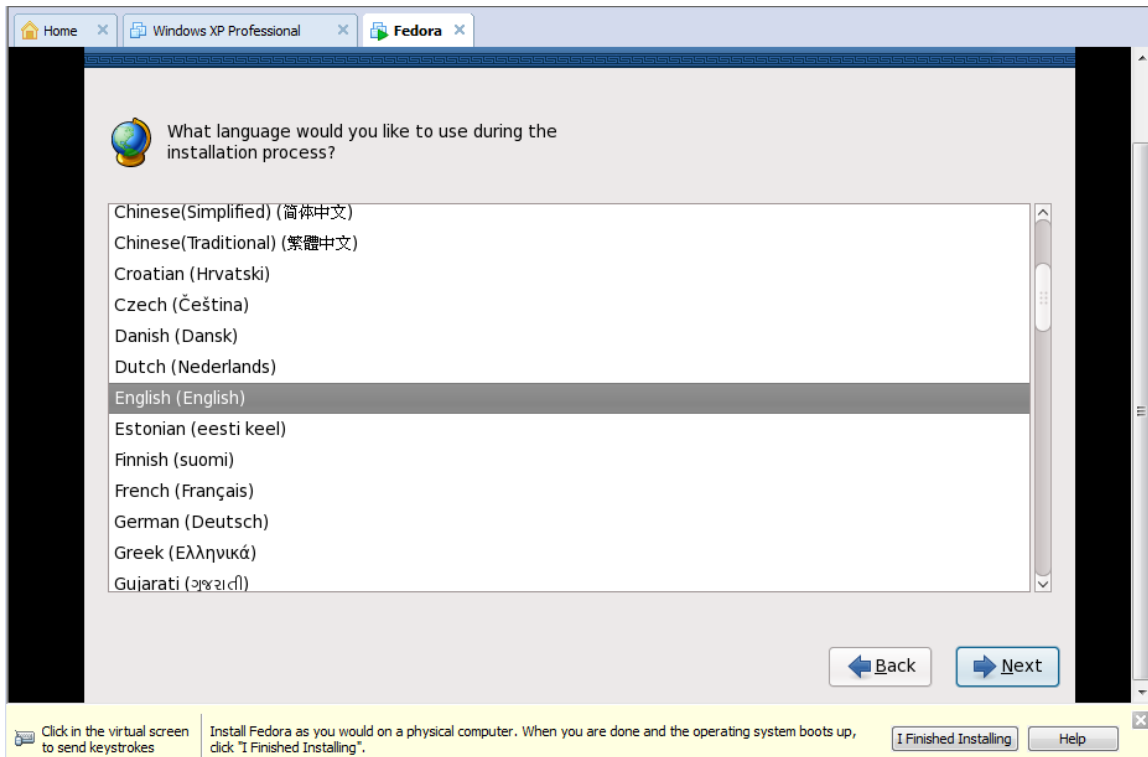 Home
Windows XP Professional
Fedora
What language would you like to use during the
installation process?
Chinese(Simplified) (简体中文)
Chinese(Traditional) (繁體中文)
Croatian (Hrvatski)
Czech (Čeština)
Danish (Dansk)
Dutch (Nederlands)
English (English)
Estonian (eesti keel)
Finnish (suomi)
French (Français)
German (Deutsch)
Greek (Ελληνικά)
Gujarati (ગુજરાતી)
Back
Next
Click in the virtual screen
to send keystrokes
Install Fedora as you would on a physical computer. When you are done and the operating system boots up,
click "I Finished Installing".
I Finished Installing
Help